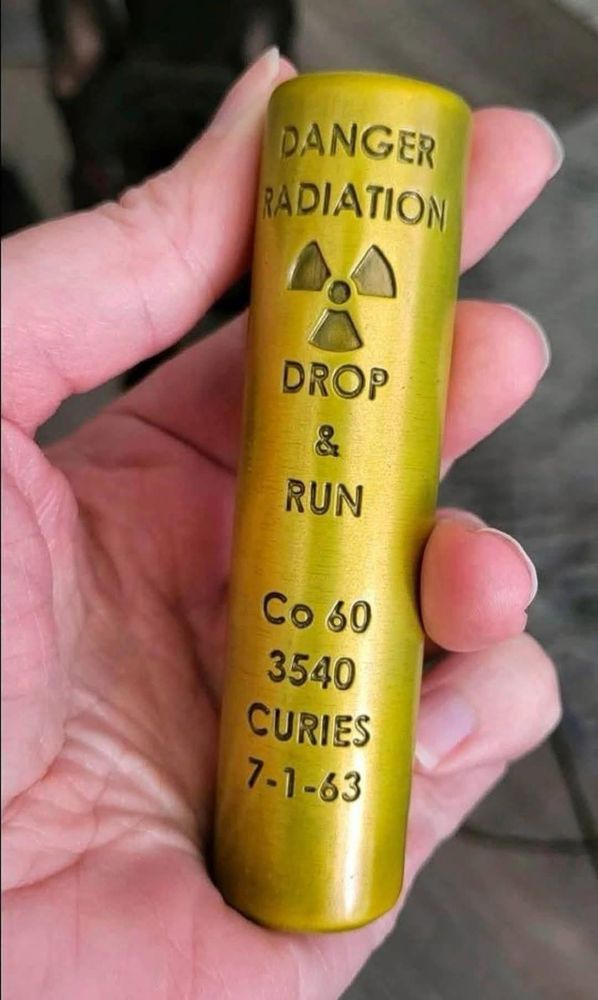 DANGER
RADIATION
DROP
&
RUN
Co 60
3540
CURIES
7-1-63